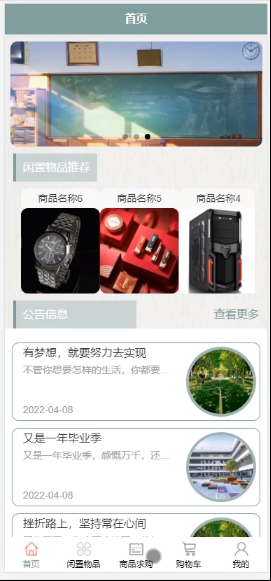 首页
闲置物品推荐
商品名称6
商品名称5
商品名称4
公告信息
查看更多
有梦想，就要努力去实现
不管你想要怎样的生活，你都要...
2022-04-08
又是一年毕业季
又是一年毕业季，感慨万千，还...
2022-04-08
挫折路上，坚持常在心间
首页
闲置物品
商品求购
购物车
我的